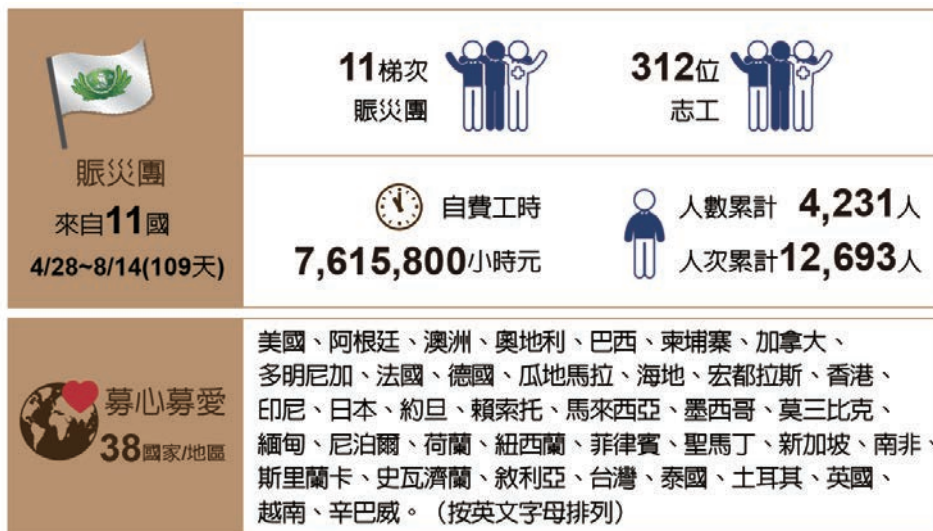 賑災團
來自11國
4/28~8/14(109天)
11梯次
賑災團
312位
志工
自費工時
7,615,800小時元
人數累計 4,231人
人次累計12,693人
募心募愛
38國家/地區
美國、阿根廷、澳洲、奧地利、巴西、柬埔寨、加拿大、
多明尼加、法國、德國、瓜地馬拉、海地、宏都拉斯、香港、
印尼、日本、約旦、賴索托、馬來西亞、墨西哥、莫三比克、
緬甸、尼泊爾、荷蘭、紐西蘭、菲律賓、聖馬丁、新加坡、南非、
斯里蘭卡、史瓦濟蘭、敘利亞、台灣、泰國、土耳其、英國、
越南、辛巴威。（按英文字母排列）